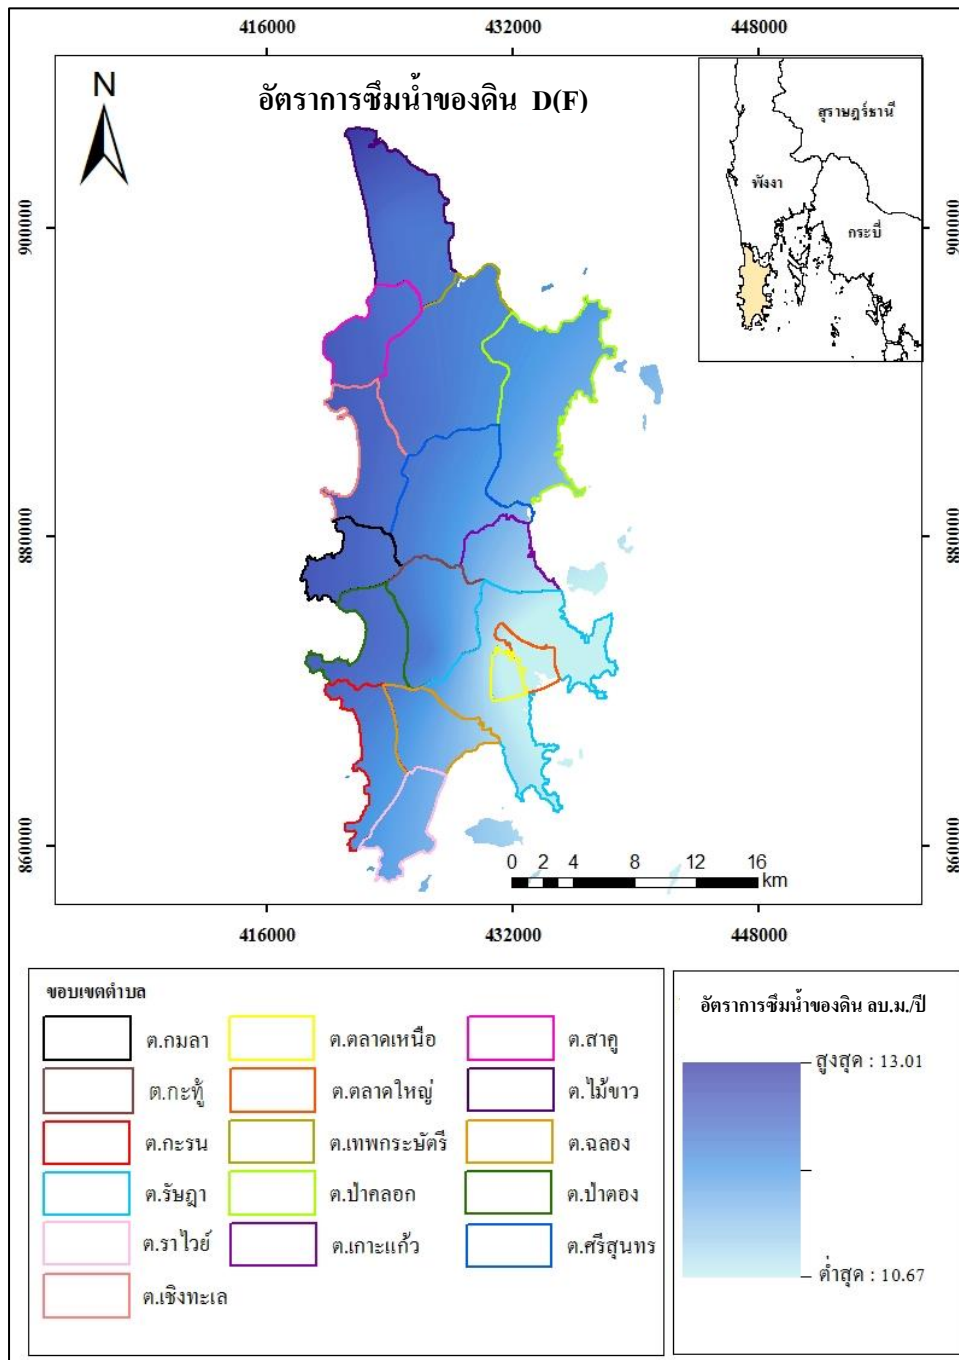 416000 432000 448000
N
อัตราการซึมน้ำของดิน D(F)
สุราษฎร์ธานี
พังงา
กระบี่
900000 900000
880000 880000
860000 860000
0 2 4 8 12 16
km
416000 432000 448000
ขอบเขตตำบล
ต.กมลา
ต.กะทู้
ต.กะรน
ต.รัษฎา
ต.ราไวย์
ต.เชิงทะเล
ต.ตลาดเหนือ
ต.ตลาดใหญ่
ต.เทพกระษัตรี
ต.ป่าคลอก
ต.เกาะแก้ว
ต.สาคู
ต.ไม้ขาว
ต.ฉลอง
ต.ป่าตอง
ต.ศรีสุนทร
อัตราการซึมน้ำของดิน ลบ.ม./ปี
สูงสุด : 13.01
ต่ำสุด : 10.67